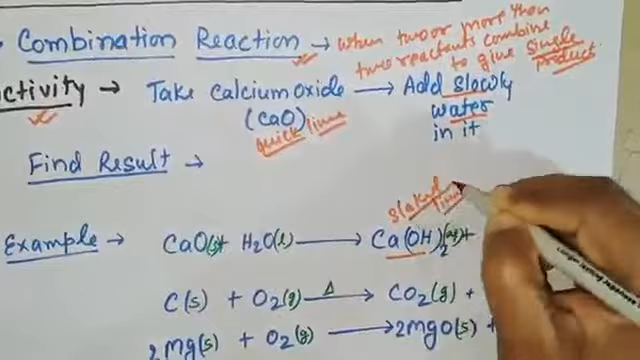 Combination Reaction → When two or more than
two reactants combine
to give single
product.
activity → Take calcium oxide → Add slowly
(CaO) water
quick lime in it
Find Result →
slaked lime
Example → CaO(s) + H₂O(l) → Ca(OH)₂(aq) +
C(s) + O₂(g) Δ→ CO₂(g) +
2Mg(s) + O₂(g) → 2MgO(s) +